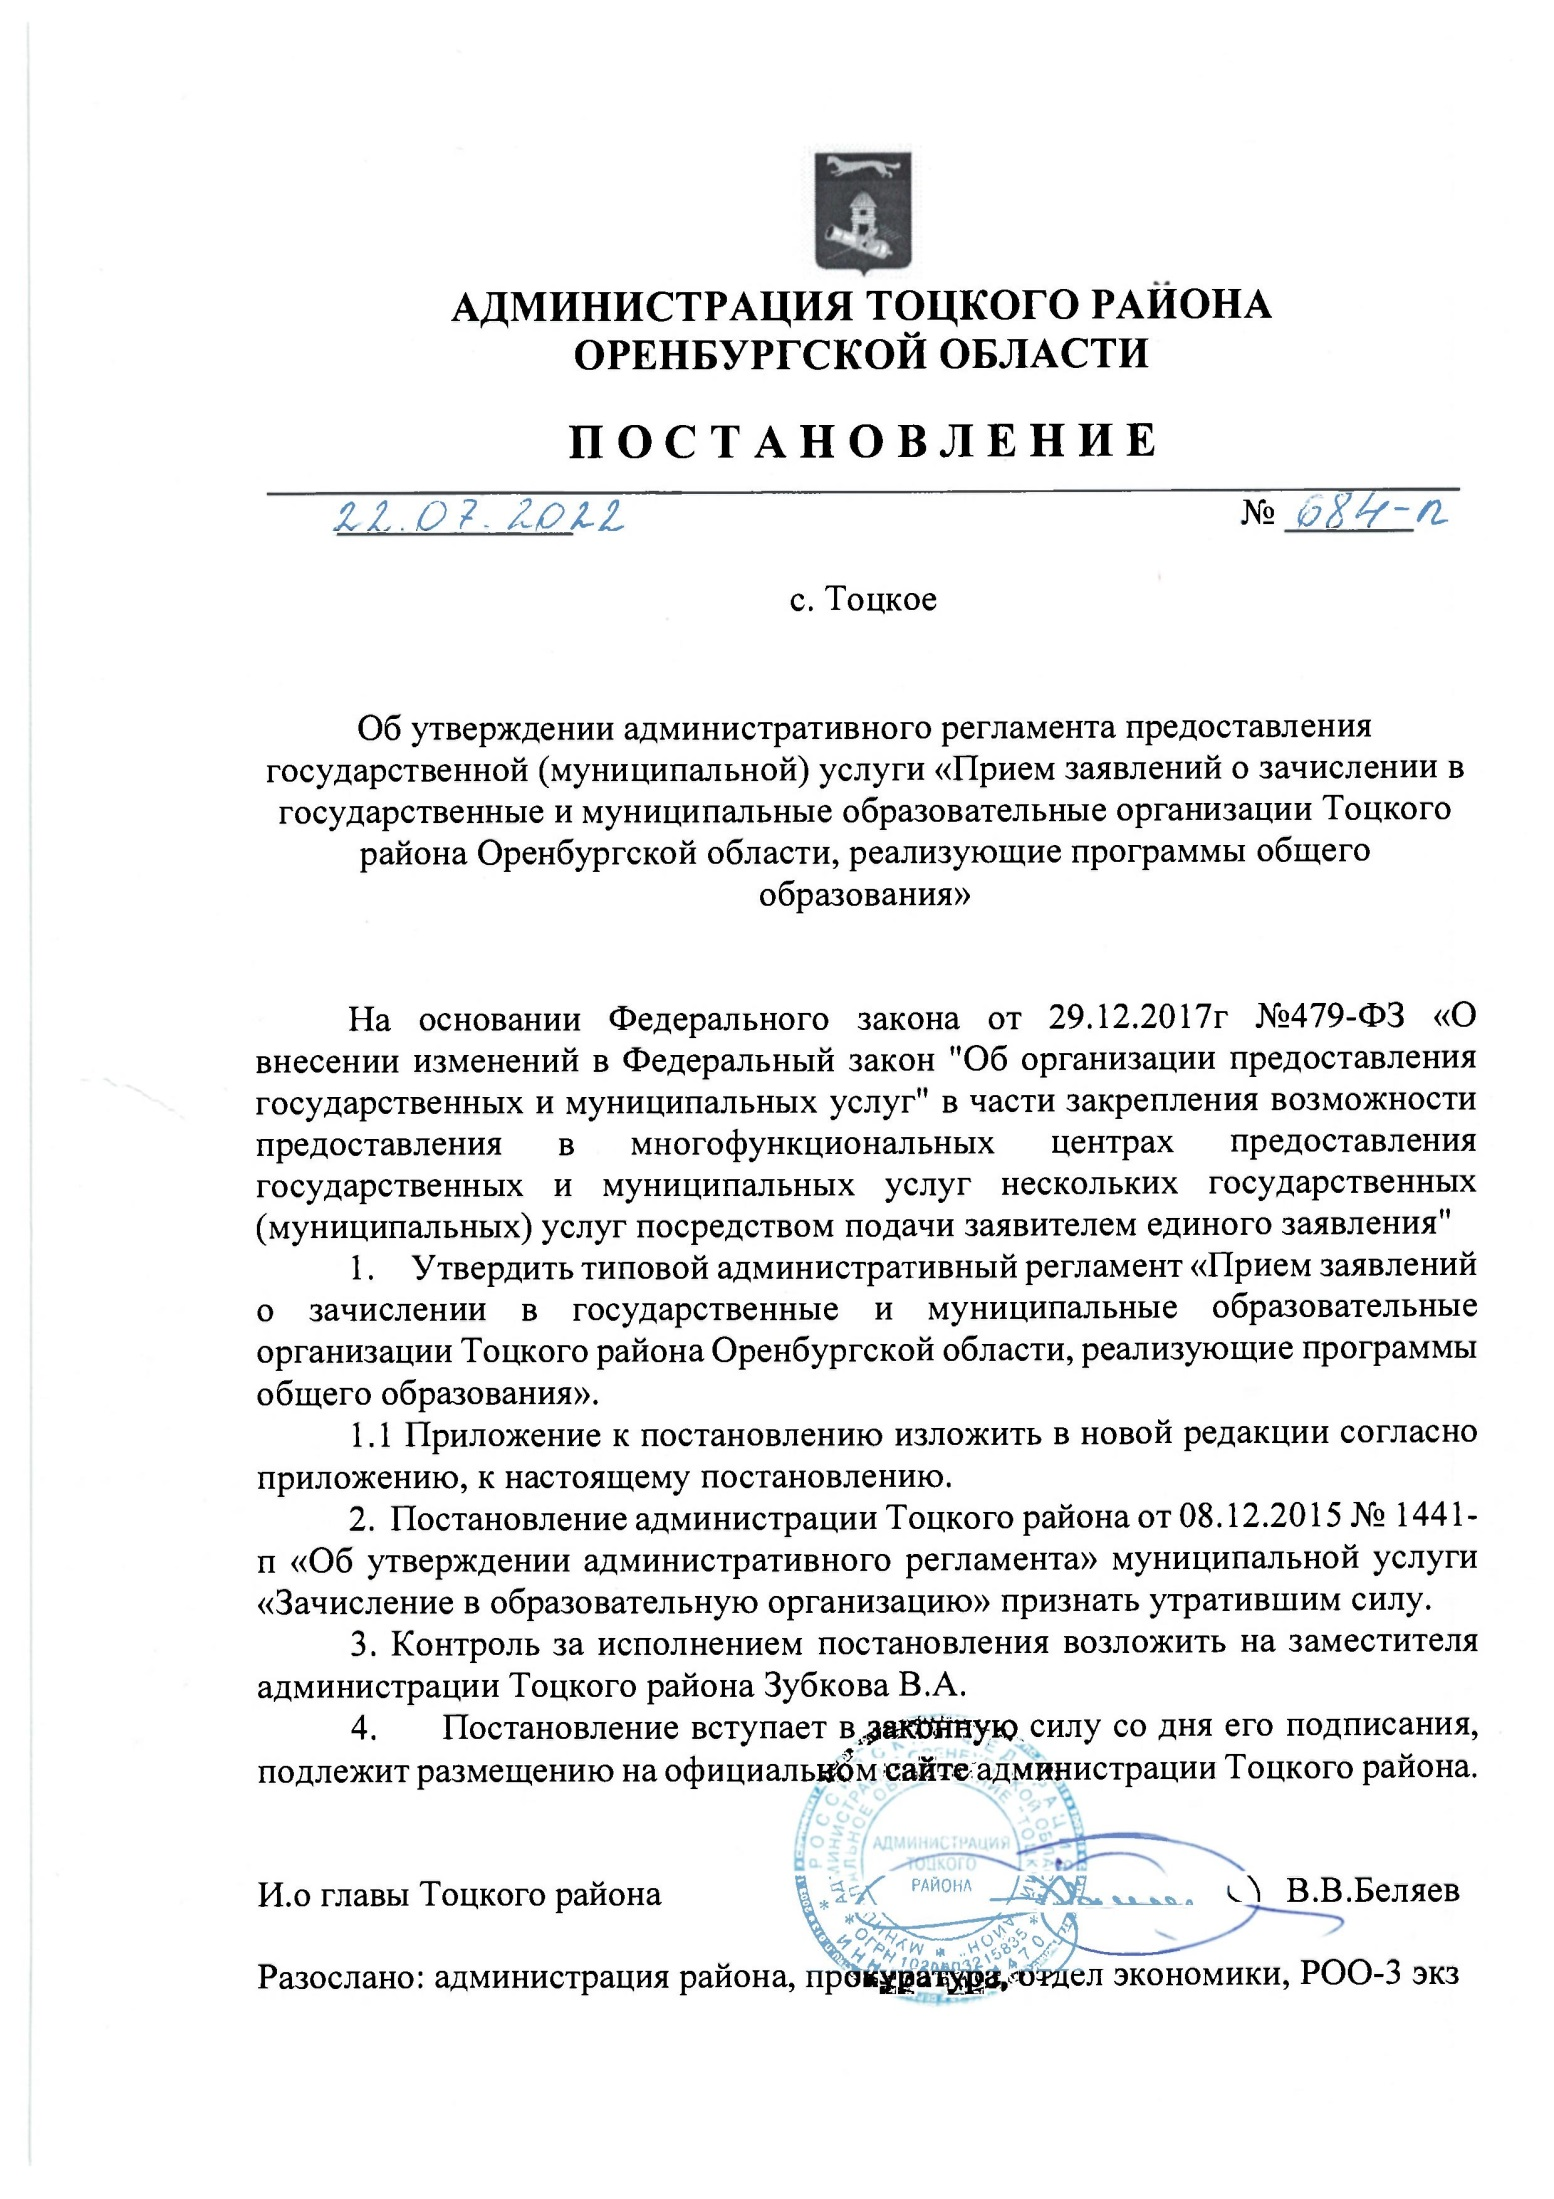 АДМИНИСТРАЦИЯ ТОЦКОГО РАЙОНА
ОРЕНБУРГСКОЙ ОБЛАСТИ
П О С Т А Н О В Л Е Н И Е
22.07.2022 № 684-п
с. Тоцкое
Об утверждении административного регламента предоставления
государственной (муниципальной) услуги «Прием заявлений о зачислении в
государственные и муниципальные образовательные организации Тоцкого
района Оренбургской области, реализующие программы общего
образования»
На основании Федерального закона от 29.12.2017г №479-ФЗ «О
внесении изменений в Федеральный закон "Об организации предоставления
государственных и муниципальных услуг" в части закрепления возможности
предоставления в многофункциональных центрах предоставления
государственных и муниципальных услуг нескольких государственных
(муниципальных) услуг посредством подачи заявителем единого заявления"
1. Утвердить типовой административный регламент «Прием заявлений
о зачислении в государственные и муниципальные образовательные
организации Тоцкого района Оренбургской области, реализующие программы
общего образования».
1.1 Приложение к постановлению изложить в новой редакции согласно
приложению, к настоящему постановлению.
2. Постановление администрации Тоцкого района от 08.12.2015 № 1441-
п «Об утверждении административного регламента» муниципальной услуги
«Зачисление в образовательную организацию» признать утратившим силу.
3. Контроль за исполнением постановления возложить на заместителя
администрации Тоцкого района Зубкова В.А.
4. Постановление вступает в законную силу со дня его подписания,
подлежит размещению на официальном сайте администрации Тоцкого района.
АДМИНИСТРАЦИЯ
ТОЦКОГО
РАЙОНА
И.о главы Тоцкого района В.В.Беляев
Разослано: администрация района, прокуратура, отдел экономики, РОО-3 экз